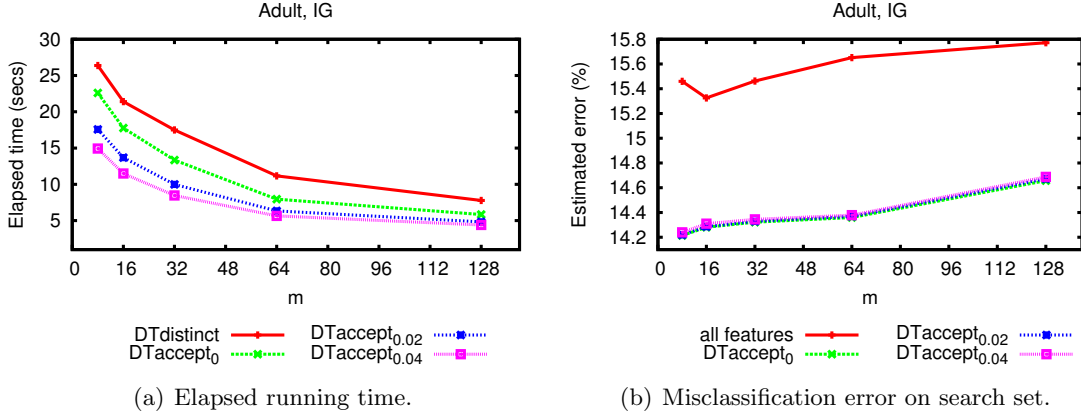 Adult, IG
30
25
20
15
10
5
Elapsed time (secs)
0 16 32 48 64 80 96 112 128
m
DTdistinct
DTaccept0
DTaccept0.02
DTaccept0.04
(a) Elapsed running time.
Adult, IG
15.8
15.6
15.4
15.2
15
14.8
14.6
14.4
14.2
Estimated error (%)
0 16 32 48 64 80 96 112 128
m
all features
DTaccept0
DTaccept0.02
DTaccept0.04
(b) Misclassification error on search set.